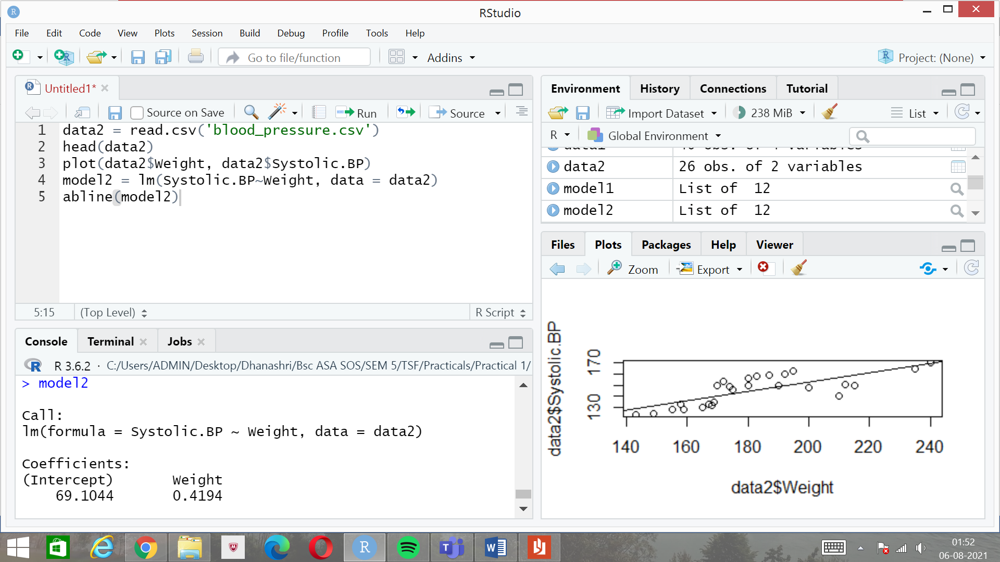 RStudio
File Edit Code View Plots Session Build Debug Profile Tools Help
Go to file/function Addins Project: (None)
Untitled1*
Source on Save Run Source
1 data2 = read.csv('blood_pressure.csv')
2 head(data2)
3 plot(data2$Weight, data2$Systolic.BP)
4 model2 = lm(Systolic.BP~Weight, data = data2)
5 abline(model2)
5:15 (Top Level) R Script
Console Terminal Jobs
R 3.6.2 · C:/Users/ADMIN/Desktop/Dhanashri/Bsc ASA SOS/SEM 5/TSF/Practicals/Practical 1/
> model2
Call:
lm(formula = Systolic.BP ~ Weight, data = data2)
Coefficients:
(Intercept) Weight
69.1044 0.4194
Environment History Connections Tutorial
Import Dataset 238 MiB List
R Global Environment
data2 26 obs. of 2 variables
model1 List of 12
model2 List of 12
Files Plots Packages Help Viewer
Zoom Export
data2$Systolic.BP
170
130
140 160 180 200 220 240
data2$Weight
01:52
06-08-2021